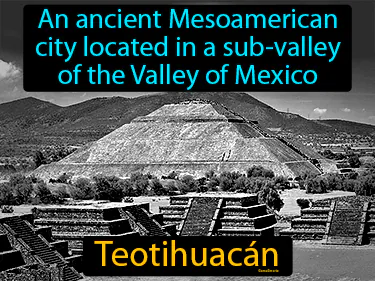 An ancient Mesoamerican
city located in a sub-valley
of the Valley of Mexico
Teotihuacán